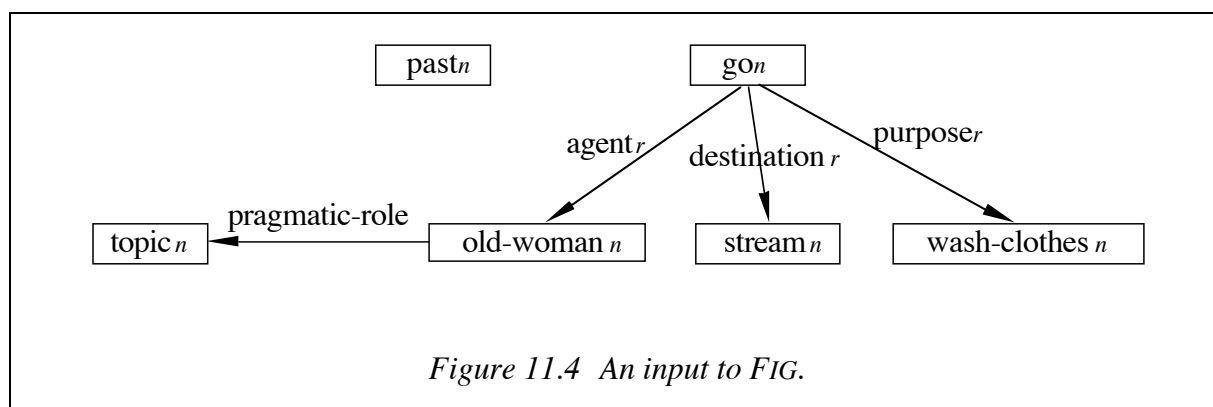 pastn gon
agentr purposer
destination r
pragmatic-role
topic n old-woman n stream n wash-clothes n
Figure 11.4 An input to FIG.